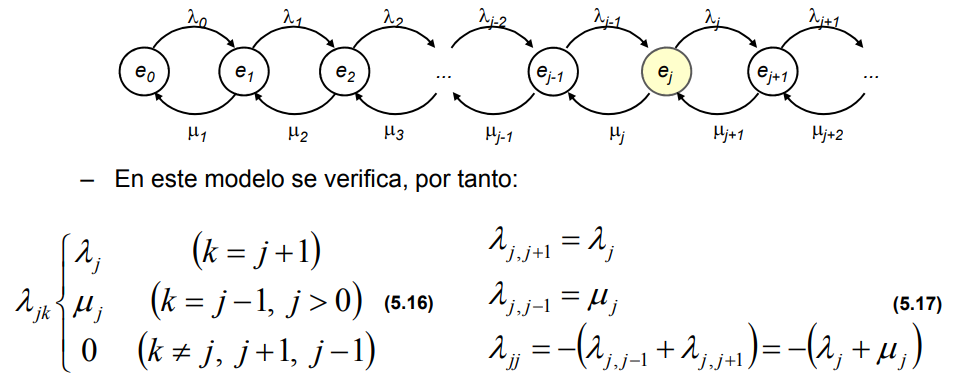 λ₀ λ₁ λ₂ λⱼ₋₂ λⱼ₋₁ λⱼ λⱼ₊₁
e₀ e₁ e₂ ... eⱼ₋₁ eⱼ eⱼ₊₁ ...
μ₁ μ₂ μ₃ μⱼ₋₁ μⱼ μⱼ₊₁ μⱼ₊₂
– En este modelo se verifica, por tanto:
λⱼₖ { λⱼ (k = j+1)
μⱼ (k = j−1, j > 0) (5.16)
0 (k ≠ j, j+1, j−1)
λⱼ,ⱼ₊₁ = λⱼ
λⱼ,ⱼ₋₁ = μⱼ (5.17)
λⱼⱼ = −(λⱼ,ⱼ₋₁ + λⱼ,ⱼ₊₁) = −(λⱼ + μⱼ)